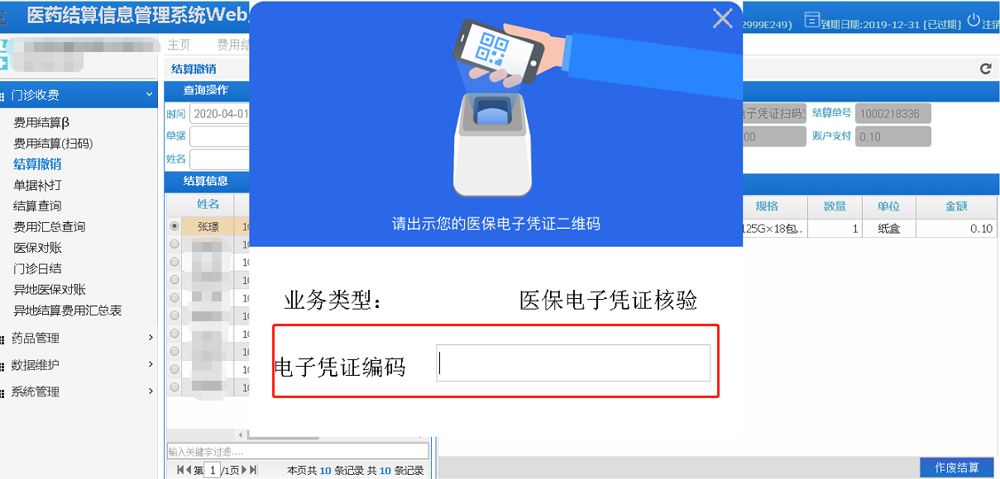 医药结算信息管理系统Web
2999E249)
到期日期:2019-12-31 [已过期]
注销
主页
费用结
结算撤销
门诊收费
费用结算β
费用结算(扫码)
结算撤销
单据补打
结算查询
费用汇总查询
医保对账
门诊日结
异地医保对账
异地结算费用汇总表
药品管理
数据维护
系统管理
查询操作
时间 2020-04-01
单据
姓名
结算信息
姓名
张璟 10
10
10
10
10
10
10
10
10
10
输入关键字过滤....
第 1 /1页
本页共 10 条记录 共 10 条记录
请出示您的医保电子凭证二维码
业务类型: 医保电子凭证核验
电子凭证编码
子凭证扫码 结算单号 1000218336
00 账户支付 0.10
规格 数量 单位 金额
125G×18包.. 1 纸盒 0.10
作废结算